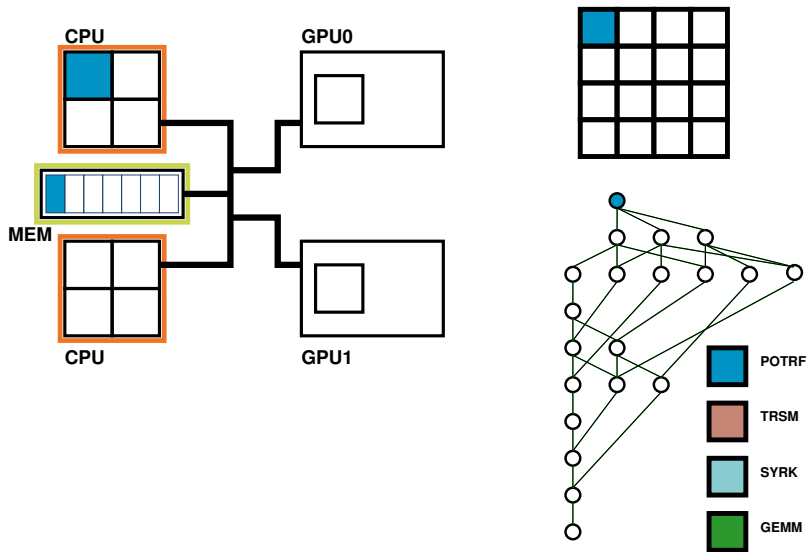 CPU
GPU0
MEM
CPU
GPU1
POTRF
TRSM
SYRK
GEMM